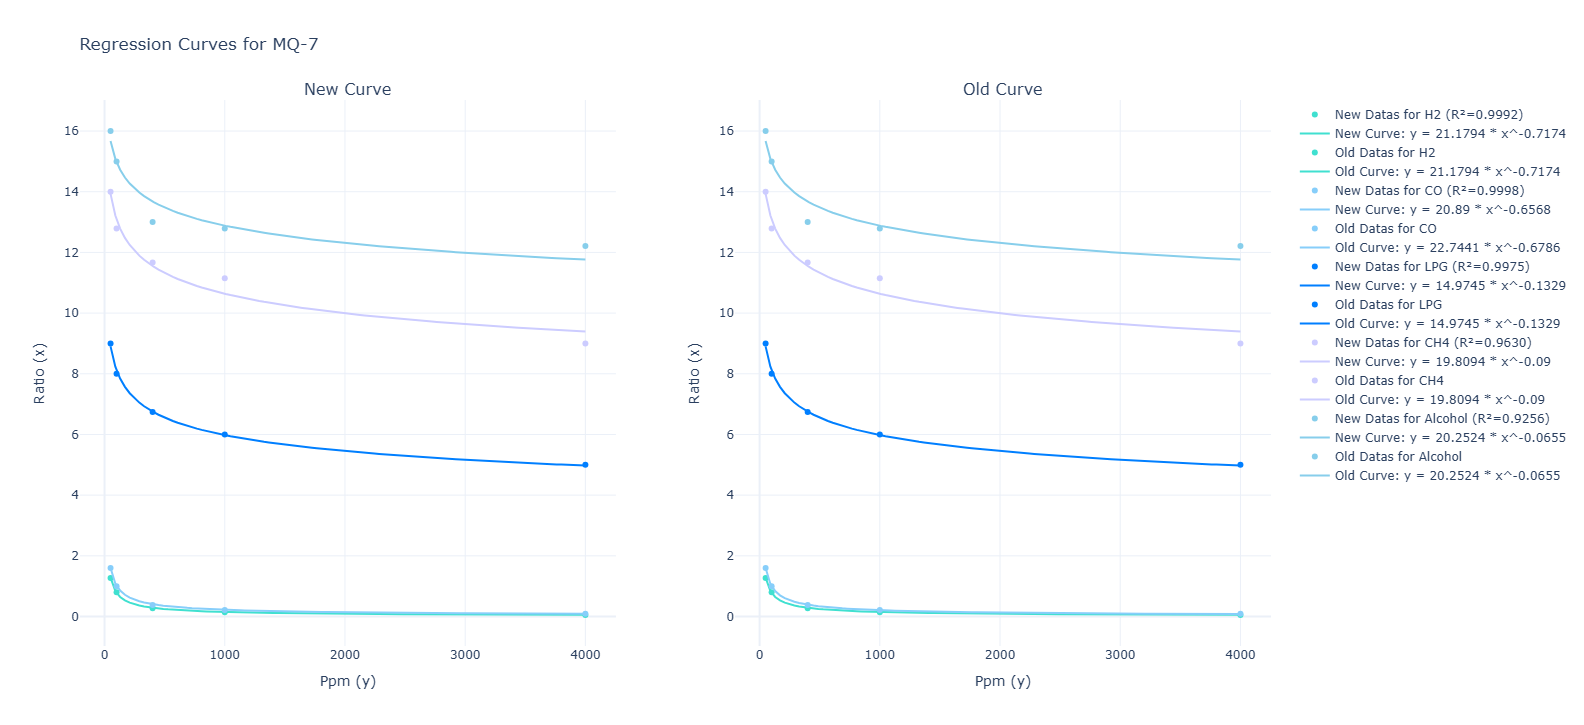 Regression Curves for MQ-7
New Curve
Old Curve
16
14
12
10
8
6
4
2
0
Ratio (x)
0
1000
2000
3000
4000
Ppm (y)
16
14
12
10
8
6
4
2
0
Ratio (x)
0
1000
2000
3000
4000
Ppm (y)
New Datas for H2 (R²=0.9992)
New Curve: y = 21.1794 * x^-0.7174
Old Datas for H2
Old Curve: y = 21.1794 * x^-0.7174
New Datas for CO (R²=0.9998)
New Curve: y = 20.89 * x^-0.6568
Old Datas for CO
Old Curve: y = 22.7441 * x^-0.6786
New Datas for LPG (R²=0.9975)
New Curve: y = 14.9745 * x^-0.1329
Old Datas for LPG
Old Curve: y = 14.9745 * x^-0.1329
New Datas for CH4 (R²=0.9630)
New Curve: y = 19.8094 * x^-0.09
Old Datas for CH4
Old Curve: y = 19.8094 * x^-0.09
New Datas for Alcohol (R²=0.9256)
New Curve: y = 20.2524 * x^-0.0655
Old Datas for Alcohol
Old Curve: y = 20.2524 * x^-0.0655